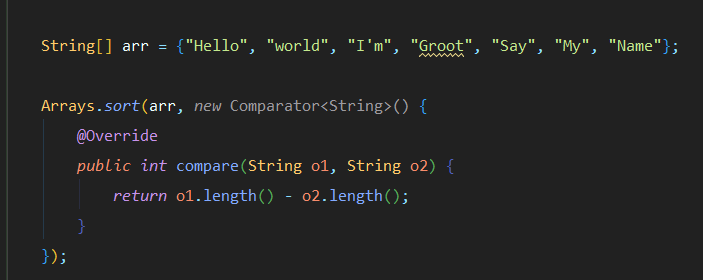 String[] arr = {"Hello", "world", "I'm", "Groot", "Say", "My", "Name"};
Arrays.sort(arr, new Comparator<String>() {
@Override
public int compare(String o1, String o2) {
return o1.length() - o2.length();
}
});